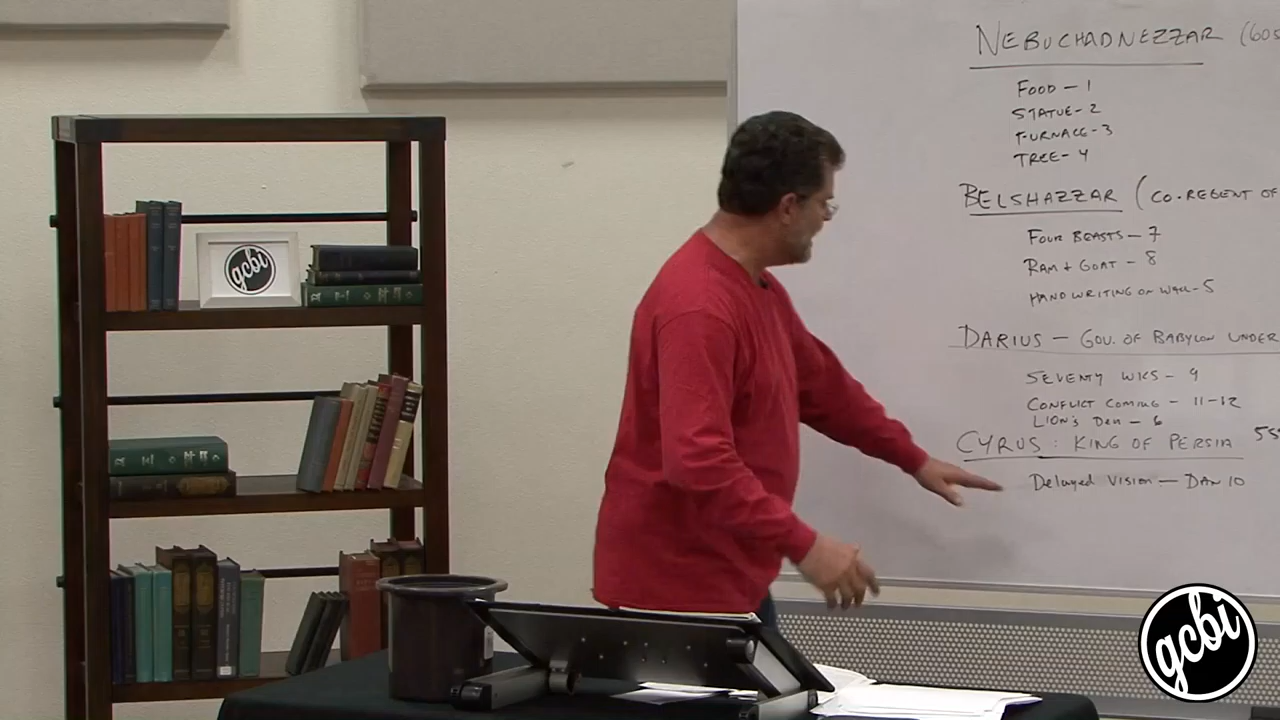 NEBUCHADNEZZAR (605
FOOD - 1
STATUE - 2
FURNACE - 3
TREE - 4
BELSHAZZAR (CO-REGENT OF
FOUR BEASTS - 7
RAM + GOAT - 8
HANDWRITING ON WALL - 5
DARIUS - GOV. OF BABYLON UNDER
SEVENTY WKS - 9
CONFLICT COMING - 11-12
LION'S DEN - 6
CYRUS: KING OF PERSIA
Delayed Vision - DAN 10
gcbi
gcbi